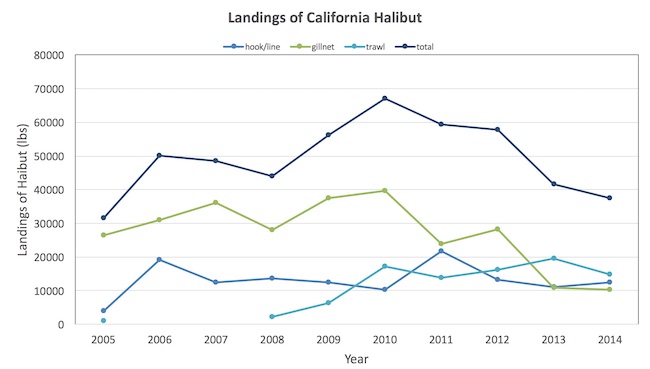 Landings of California Halibut
hook/line gillnet trawl total
80000
70000
60000
50000
40000
30000
20000
10000
0
Landings of Haibut (lbs)
2005 2006 2007 2008 2009 2010 2011 2012 2013 2014
Year